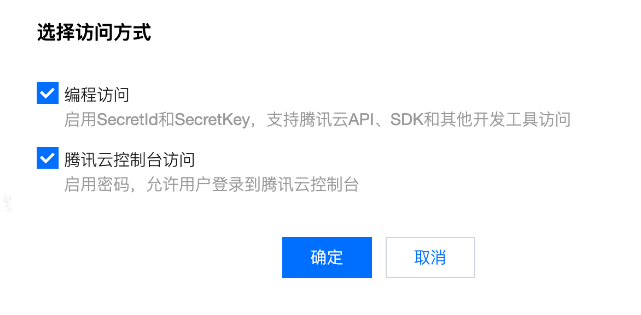 选择访问方式
编程访问
启用SecretId和SecretKey，支持腾讯云API、SDK和其他开发工具访问
腾讯云控制台访问
启用密码，允许用户登录到腾讯云控制台
确定 取消